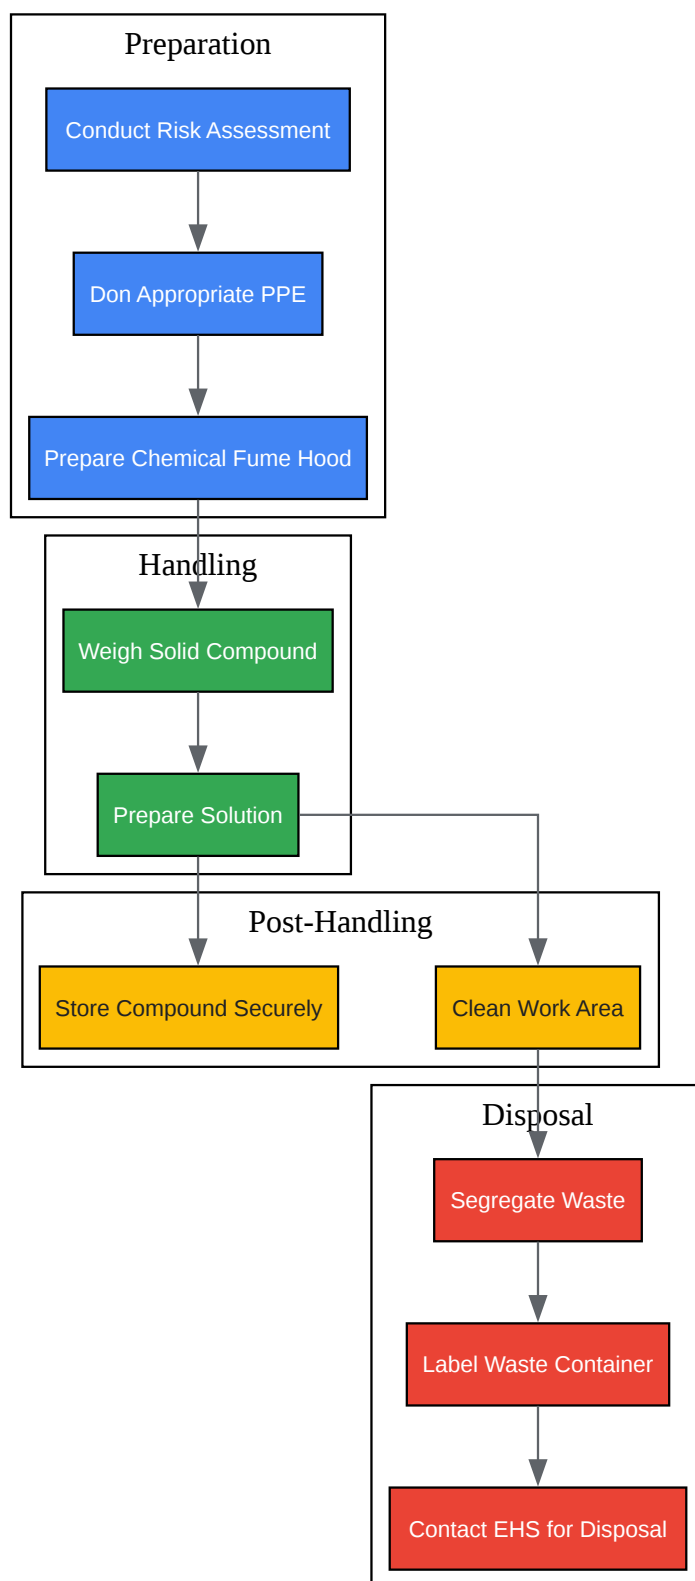 Preparation
Conduct Risk Assessment
Don Appropriate PPE
Prepare Chemical Fume Hood
Handling
Weigh Solid Compound
Prepare Solution
Post-Handling
Store Compound Securely
Clean Work Area
Disposal
Segregate Waste
Label Waste Container
Contact EHS for Disposal